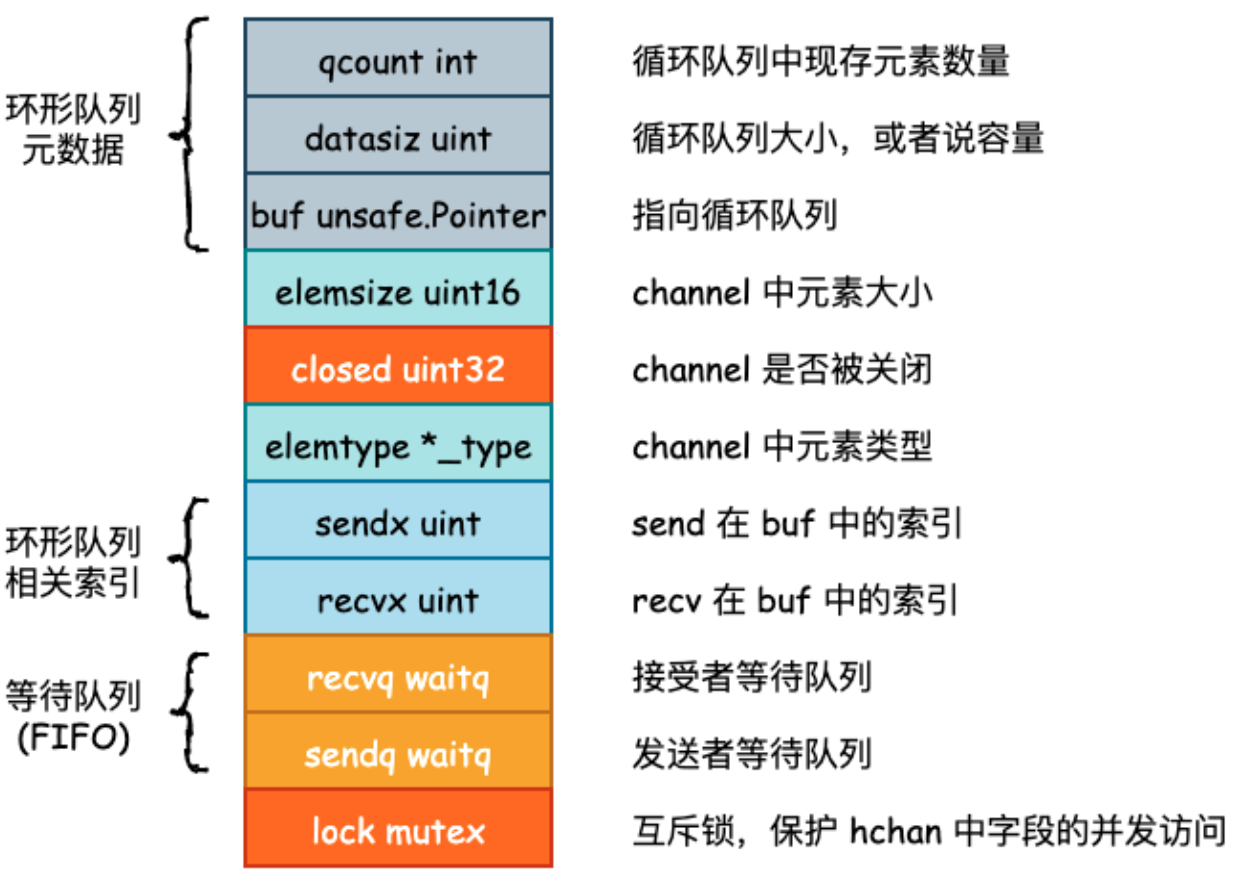 环形队列
元数据
qcount int
循环队列中现存元素数量
datasiz uint
循环队列大小，或者说容量
buf unsafe.Pointer
指向循环队列
elemsize uint16
channel 中元素大小
closed uint32
channel 是否被关闭
elemtype *_type
channel 中元素类型
环形队列
相关索引
sendx uint
send 在 buf 中的索引
recvx uint
recv 在 buf 中的索引
等待队列
(FIFO)
recvq waitq
接受者等待队列
sendq waitq
发送者等待队列
lock mutex
互斥锁，保护 hchan 中字段的并发访问